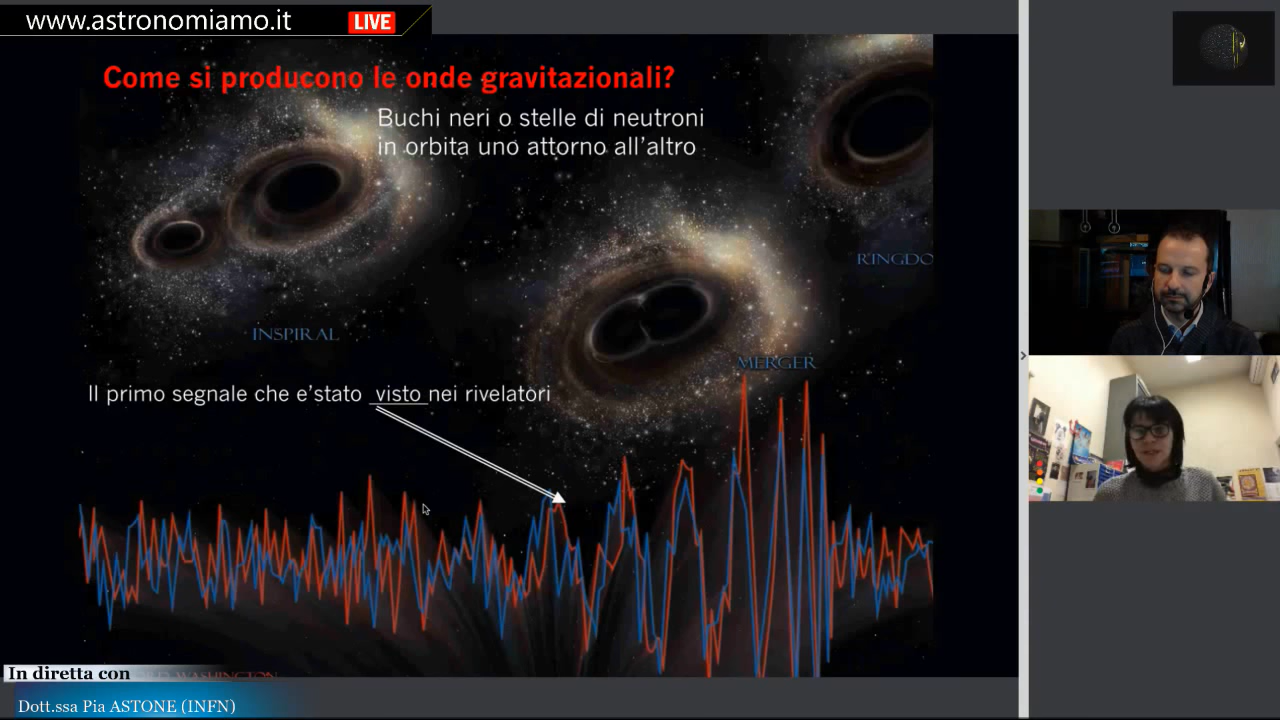 www.astronomiamo.it LIVE
Come si producono le onde gravitazionali?
Buchi neri o stelle di neutroni
in orbita uno attorno all'altro
RINGDO
INSPIRAL
MERGER
Il primo segnale che e'stato visto nei rivelatori
In diretta con
WASHINGTON
Dott.ssa Pia ASTONE (INFN)